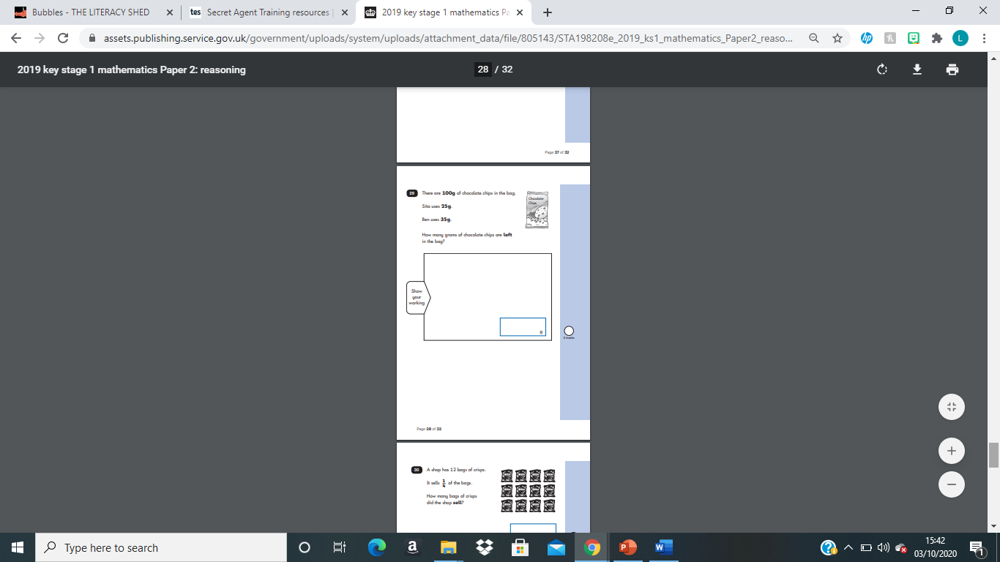 Bubbles - THE LITERACY SHED
tes Secret Agent Training resources
2019 key stage 1 mathematics Pa
assets.publishing.service.gov.uk/government/uploads/system/uploads/attachment_data/file/805143/STA198208e_2019_ks1_mathematics_Paper2_reaso...
L
2019 key stage 1 mathematics Paper 2: reasoning
28 / 32
Page 27 of 32
29 There are 100g of chocolate chips in the bag.
Chocolate
Chips
Sita uses 25g.
Ben uses 35g.
How many grams of chocolate chips are left
in the bag?
Show
your
working
g
2 marks
Page 28 of 32
30 A shop has 12 bags of crisps.
It sells 1/4 of the bags.
How many bags of crisps
did the shop sell?
Type here to search
15:42
03/10/2020
1